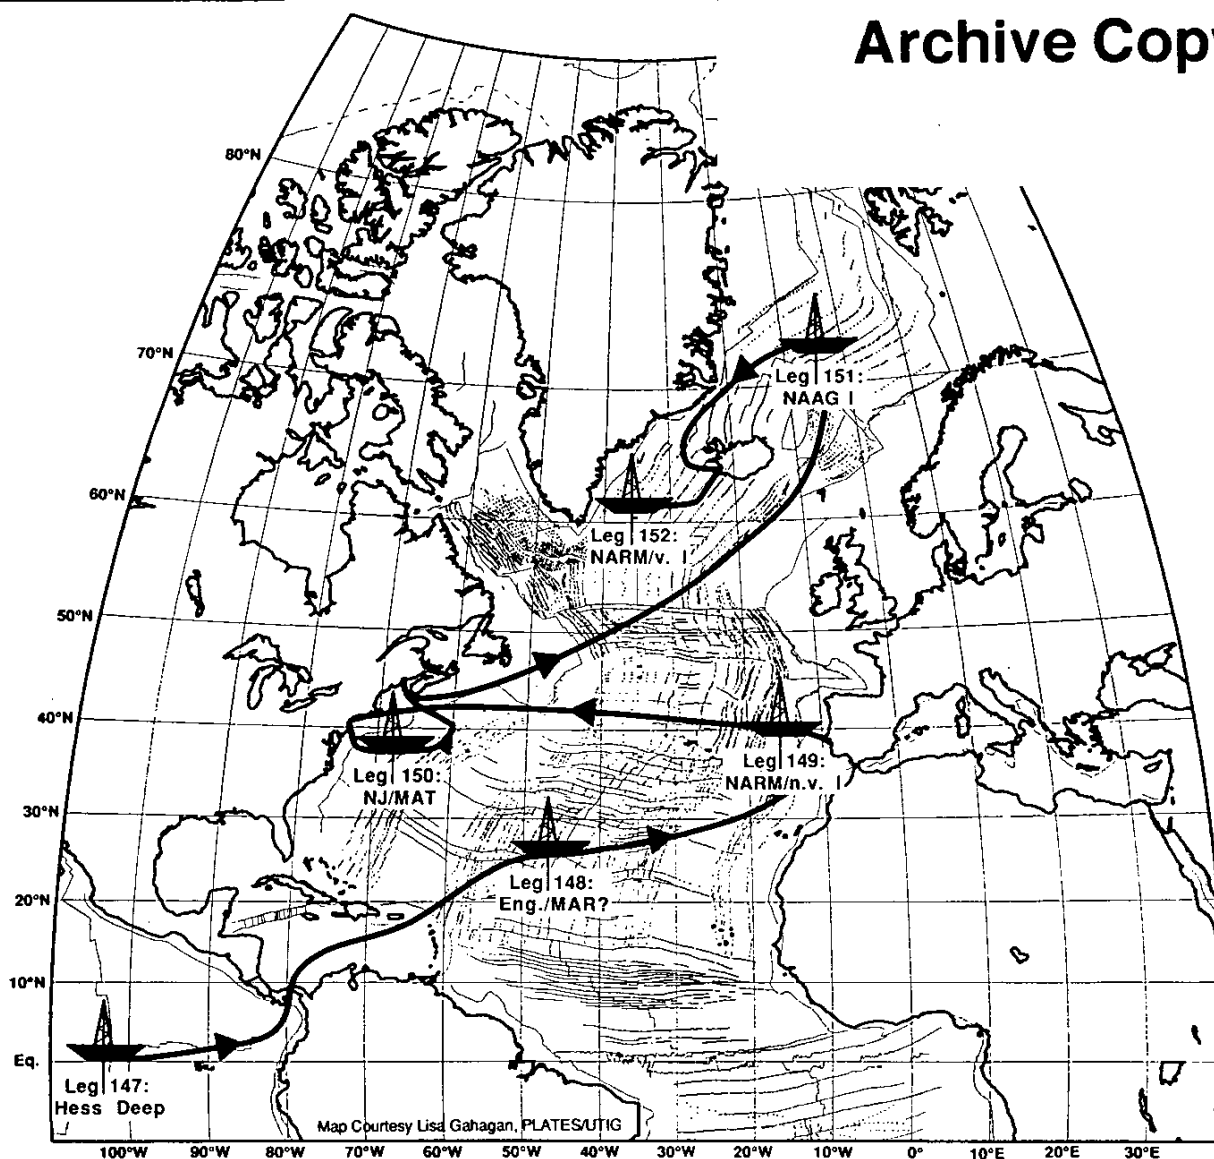 Archive Cop
80°N
70°N
Leg 151:
NAAG I
60°N
Leg 152:
NARM/v. I
50°N
40°N
Leg 149:
NARM/n.v. I
Leg 150:
NJ/MAT
30°N
Leg 148:
Eng./MAR?
20°N
10°N
Eq.
Leg 147:
Hess Deep
Map Courtesy Lisa Gahagan, PLATES/UTIG
100°W 90°W 80°W 70°W 60°W 50°W 40°W 30°W 20°W 10°W 0° 10°E 20°E 30°E